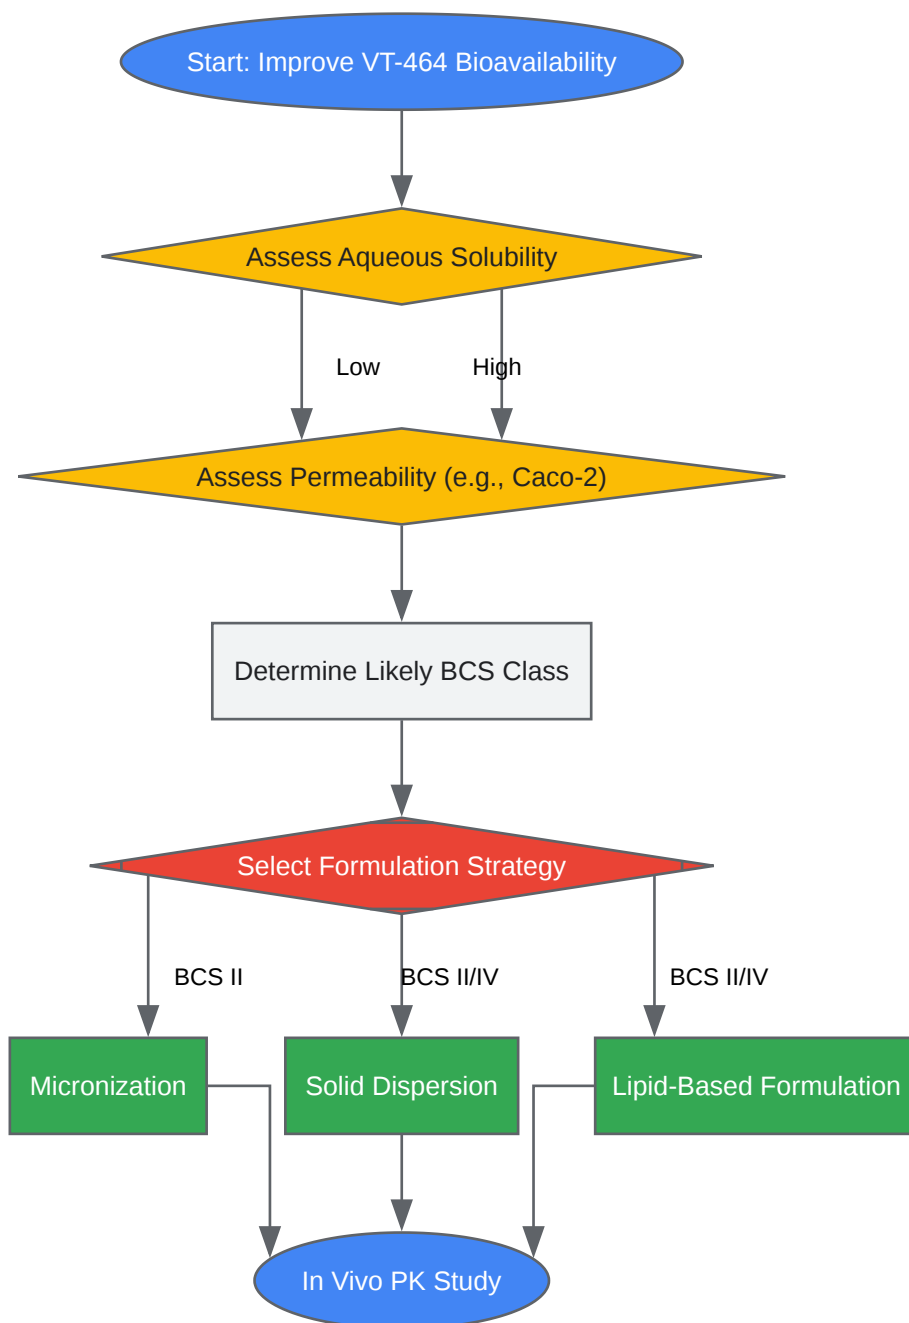 Start: Improve VT-464 Bioavailability
Assess Aqueous Solubility
Low
High
Assess Permeability (e.g., Caco-2)
Determine Likely BCS Class
Select Formulation Strategy
BCS II
BCS II/IV
BCS II/IV
Micronization
Solid Dispersion
Lipid-Based Formulation
In Vivo PK Study